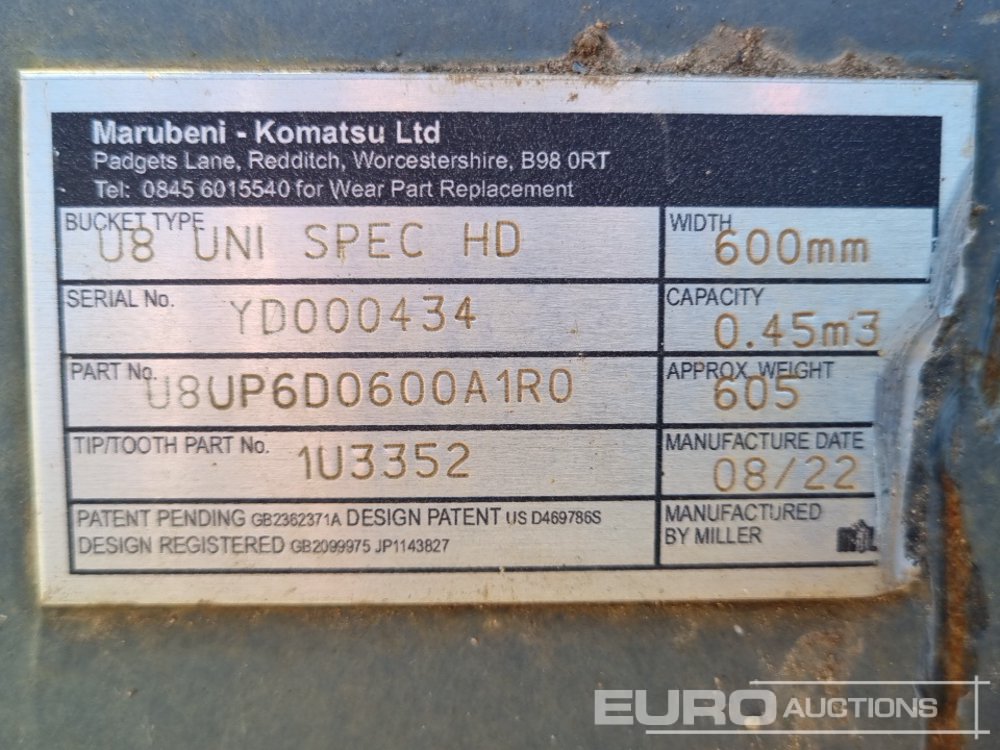 Marubeni - Komatsu Ltd
Padgets Lane, Redditch, Worcestershire, B98 0RT
Tel: 0845 6015540 for Wear Part Replacement
BUCKET TYPE
U8 UNI SPEC HD
WIDTH
600mm
SERIAL No.
YD000434
CAPACITY
0.45m3
PART No.
U8UP6D0600A1R0
APPROX. WEIGHT
605
TIP/TOOTH PART No.
1U3352
MANUFACTURE DATE
08/22
PATENT PENDING GB2362371A DESIGN PATENT US D469786S
DESIGN REGISTERED GB2099975 JP1143827
MANUFACTURED
BY MILLER
EURO AUCTIONS